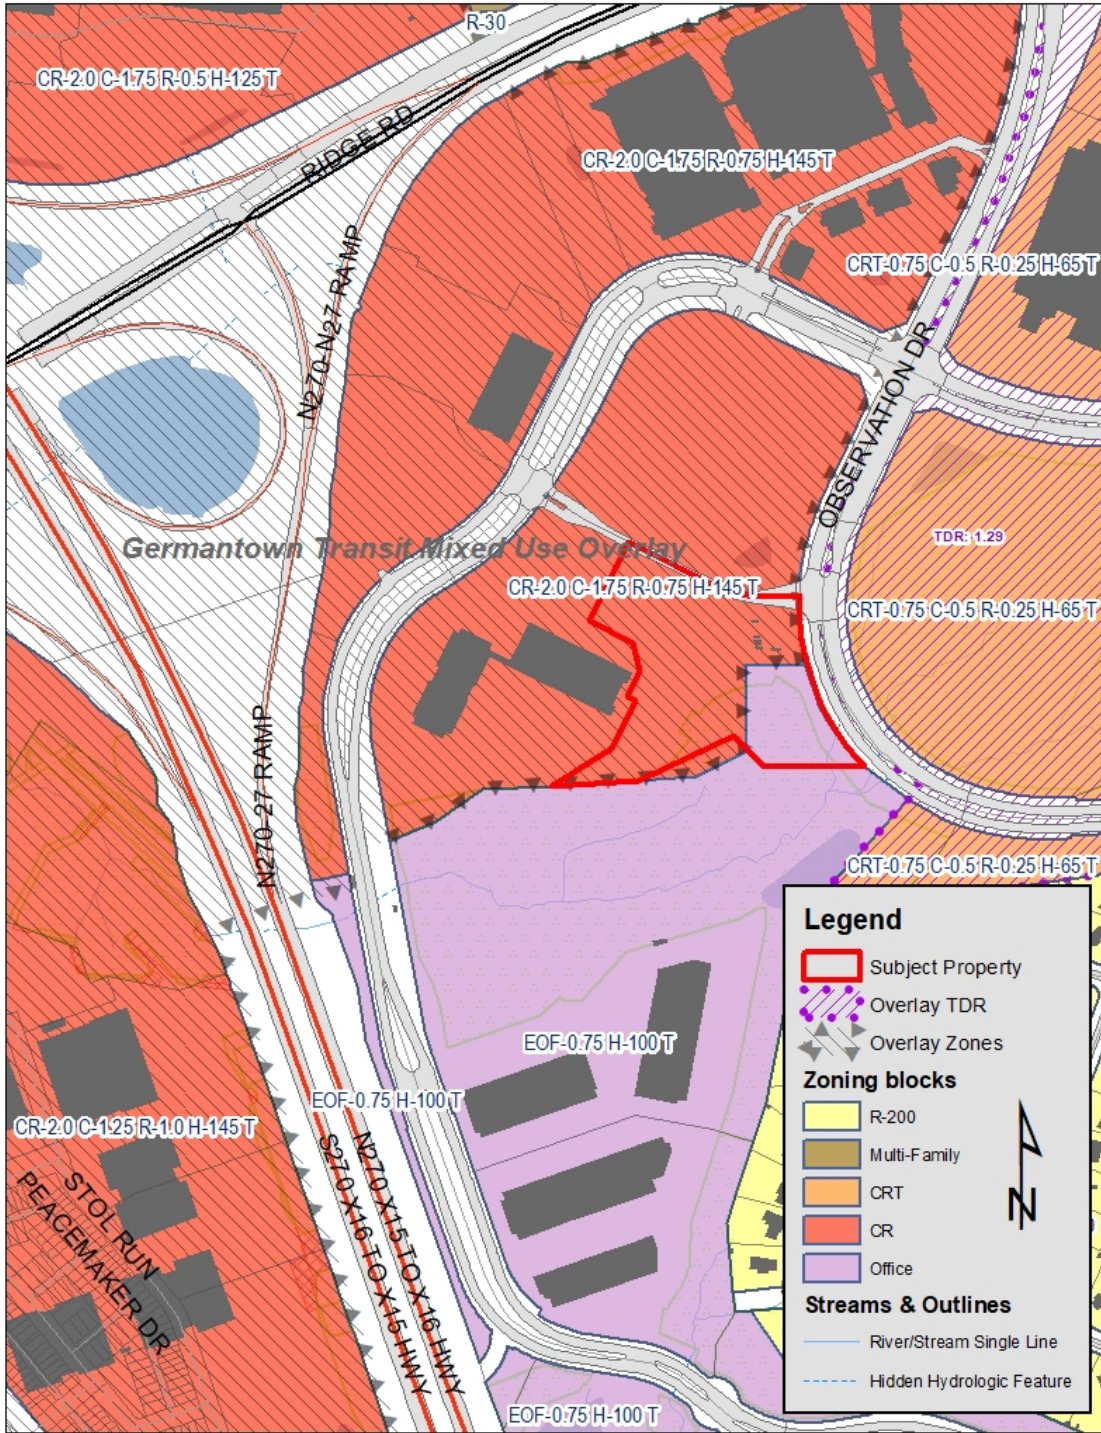 R-30
CR-2.0 C-1.75 R-0.5 H-125 T
RIDGE RD
CR-2.0 C-1.75 R-0.75 H-145 T
N270-N27 RAMP
CRT-0.75 C-0.5 R-0.25 H-65 T
OBSERVATION DR
Germantown Transit Mixed Use Overlay
TDR: 1.29
CR-2.0 C-1.75 R-0.75 H-145 T
CRT-0.75 C-0.5 R-0.25 H-65 T
N270-27 RAMP
CRT-0.75 C-0.5 R-0.25 H-65 T
EOF-0.75 H-100 T
EOF-0.75 H-100 T
CR-2.0 C-1.25 R-1.0 H-145 T
STOL RUN
PEACEMAKER DR
S270 X16 TO X15 HWY
N270 X15 TO X16 HWY
EOF-0.75 H-100 T
Legend
Subject Property
Overlay TDR
Overlay Zones
Zoning blocks
R-200
Multi-Family
CRT
CR
Office
N
Streams & Outlines
River/Stream Single Line
Hidden Hydrologic Feature